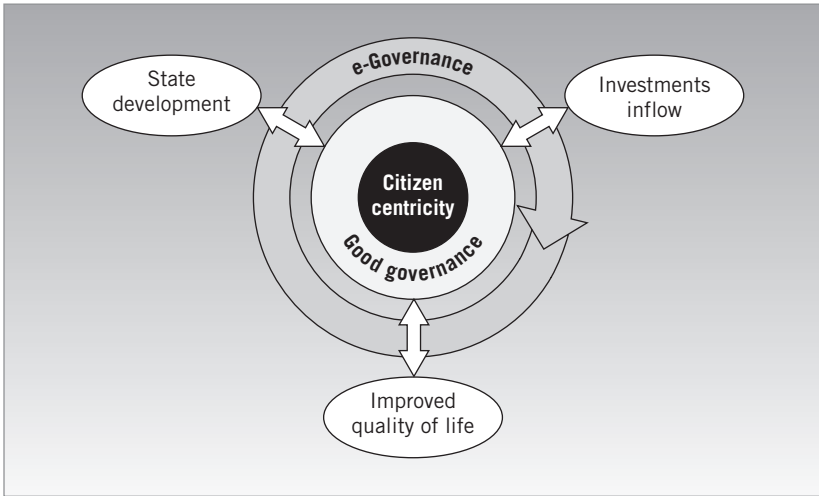 e-Governance
State
development
Investments
inflow
Citizen
centricity
Good governance
Improved
quality of life